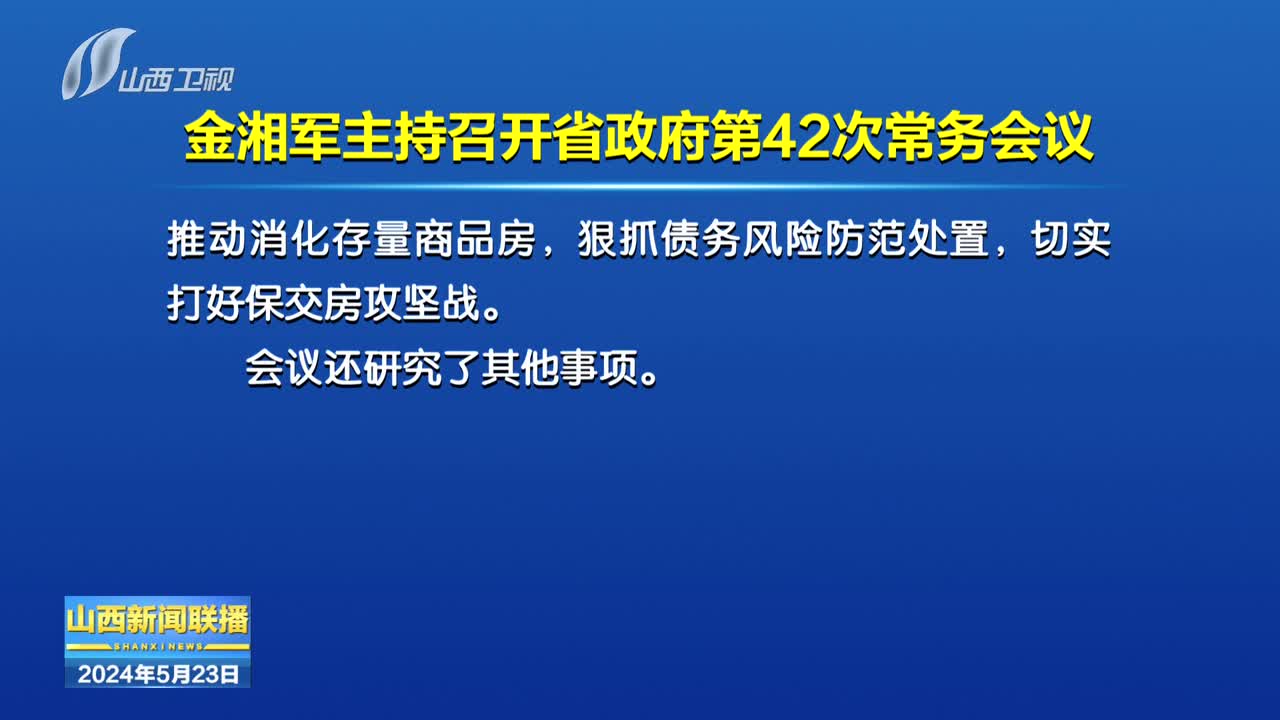 山西卫视
金湘军主持召开省政府第42次常务会议
推动消化存量商品房，狠抓债务风险防范处置，切实
打好保交房攻坚战。
会议还研究了其他事项。
山西新闻联播
SHANXI NEWS
2024年5月23日